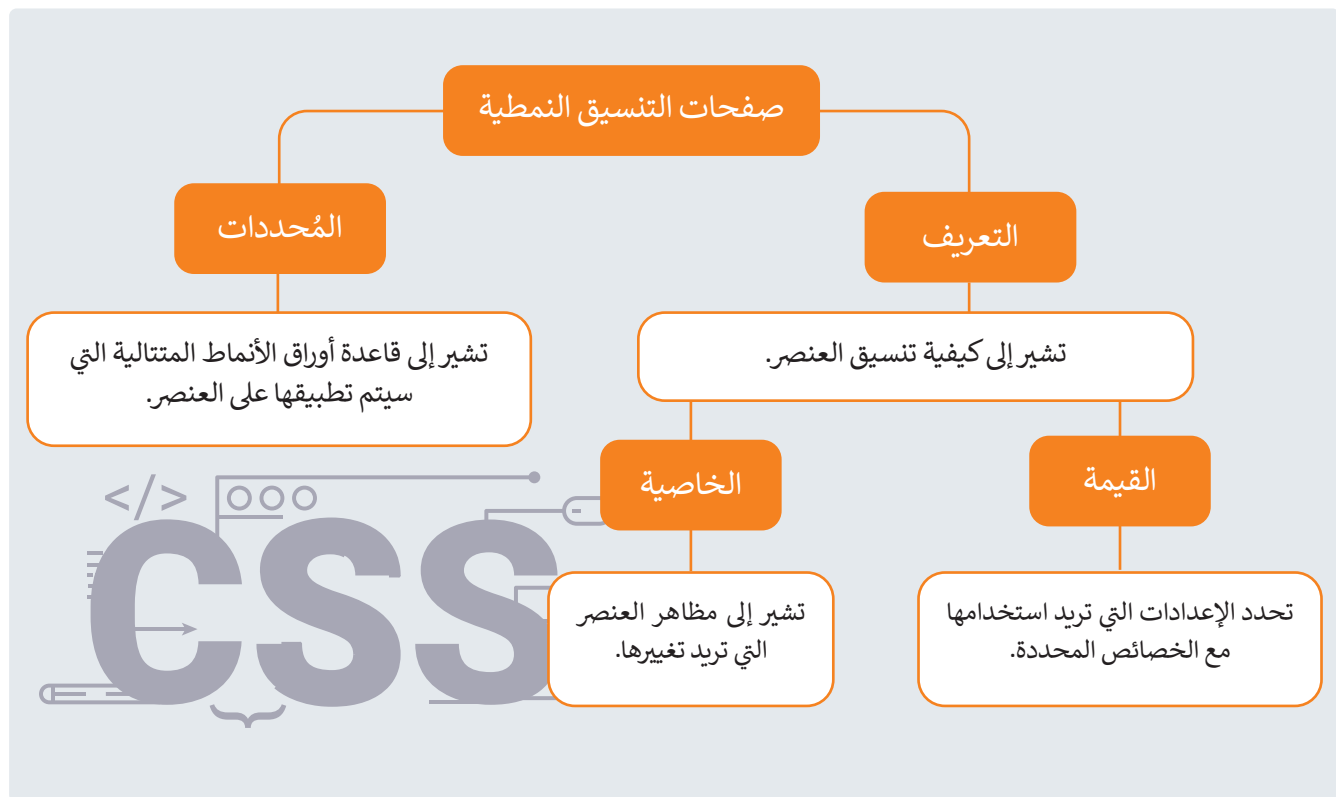 صفحات التنسيق النمطية
التعريف
المُحددات
تشير إلى كيفية تنسيق العنصر.
تشير إلى قاعدة أوراق الأنماط المتتالية التي
سيتم تطبيقها على العنصر.
القيمة
الخاصية
تحدد الإعدادات التي تريد استخدامها
مع الخصائص المحددة.
تشير إلى مظاهر العنصر
التي تريد تغييرها.
</>
CSS